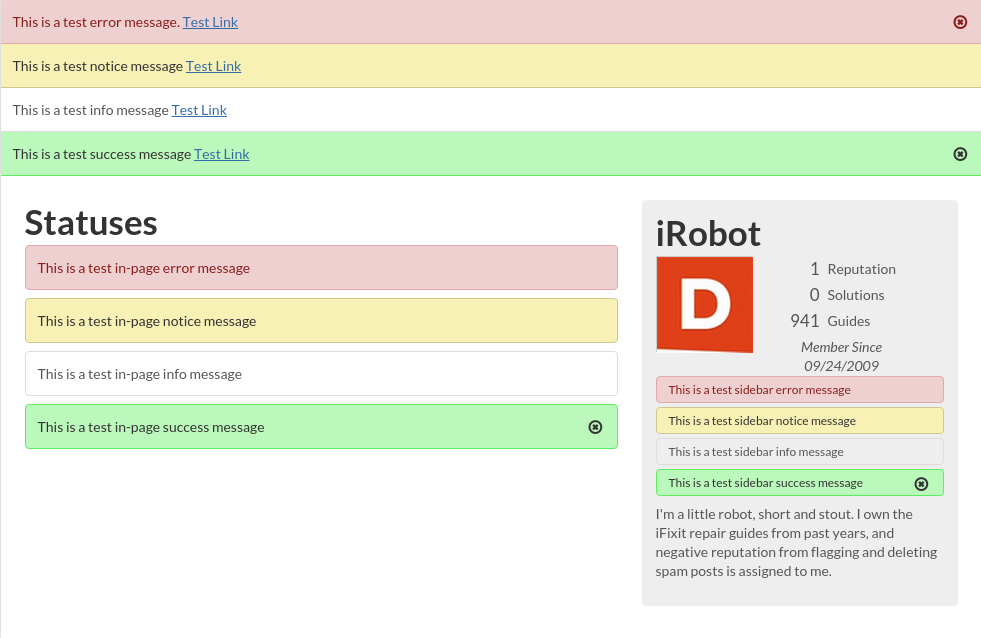 This is a test error message. Test Link
This is a test notice message Test Link
This is a test info message Test Link
This is a test success message Test Link
Statuses
This is a test in-page error message
This is a test in-page notice message
This is a test in-page info message
This is a test in-page success message
iRobot
D
1 Reputation
0 Solutions
941 Guides
Member Since
09/24/2009
This is a test sidebar error message
This is a test sidebar notice message
This is a test sidebar info message
This is a test sidebar success message
I'm a little robot, short and stout. I own the
iFixit repair guides from past years, and
negative reputation from flagging and deleting
spam posts is assigned to me.